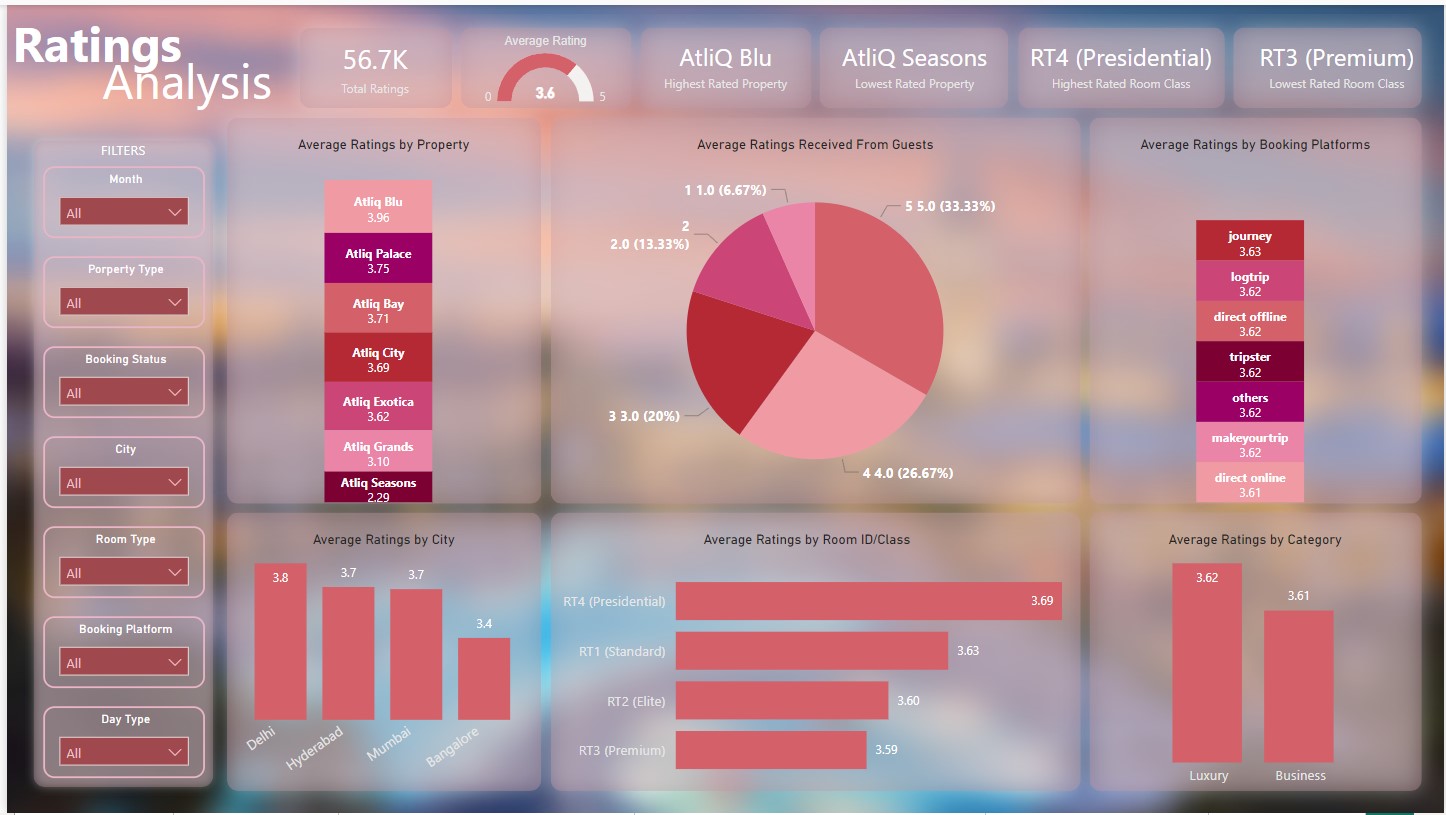 Ratings
Analysis
56.7K
Total Ratings
Average Rating
0
3.6
5
AtliQ Blu
Highest Rated Property
AtliQ Seasons
Lowest Rated Property
RT4 (Presidential)
Highest Rated Room Class
RT3 (Premium)
Lowest Rated Room Class
FILTERS
Month
All
Porperty Type
All
Booking Status
All
City
All
Room Type
All
Booking Platform
All
Day Type
All
Average Ratings by Property
Atliq Blu
3.96
Atliq Palace
3.75
Atliq Bay
3.71
Atliq City
3.69
Atliq Exotica
3.62
Atliq Grands
3.10
Atliq Seasons
2.29
Average Ratings Received From Guests
1 1.0 (6.67%)
5 5.0 (33.33%)
2
2.0 (13.33%)
3 3.0 (20%)
4 4.0 (26.67%)
Average Ratings by Booking Platforms
journey
3.63
logtrip
3.62
direct offline
3.62
tripster
3.62
others
3.62
makeyourtrip
3.62
direct online
3.61
Average Ratings by City
3.8
3.7
3.7
3.4
Delhi
Hyderabad
Mumbai
Bangalore
Average Ratings by Room ID/Class
RT4 (Presidential)
3.69
RT1 (Standard)
3.63
RT2 (Elite)
3.60
RT3 (Premium)
3.59
Average Ratings by Category
3.62
3.61
Luxury
Business